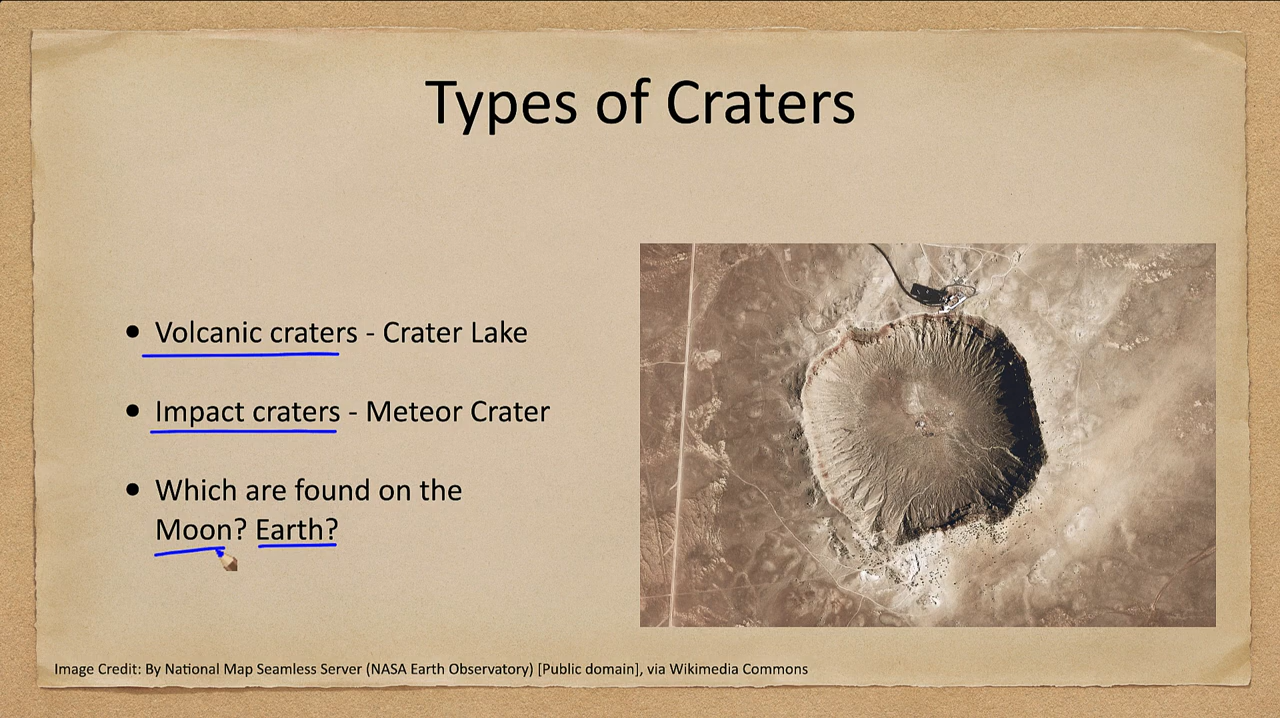 Types of Craters
• Volcanic craters - Crater Lake
• Impact craters - Meteor Crater
• Which are found on the
Moon? Earth?
Image Credit: By National Map Seamless Server (NASA Earth Observatory) [Public domain], via Wikimedia Commons